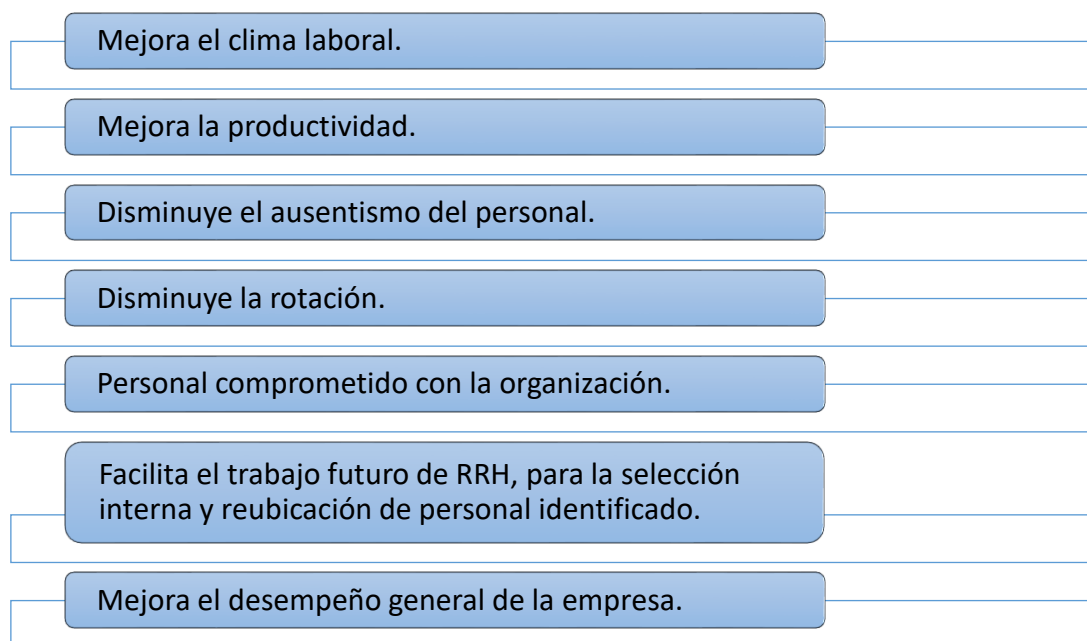 Mejora el clima laboral.
Mejora la productividad.
Disminuye el ausentismo del personal.
Disminuye la rotación.
Personal comprometido con la organización.
Facilita el trabajo futuro de RRH, para la selección
interna y reubicación de personal identificado.
Mejora el desempeño general de la empresa.